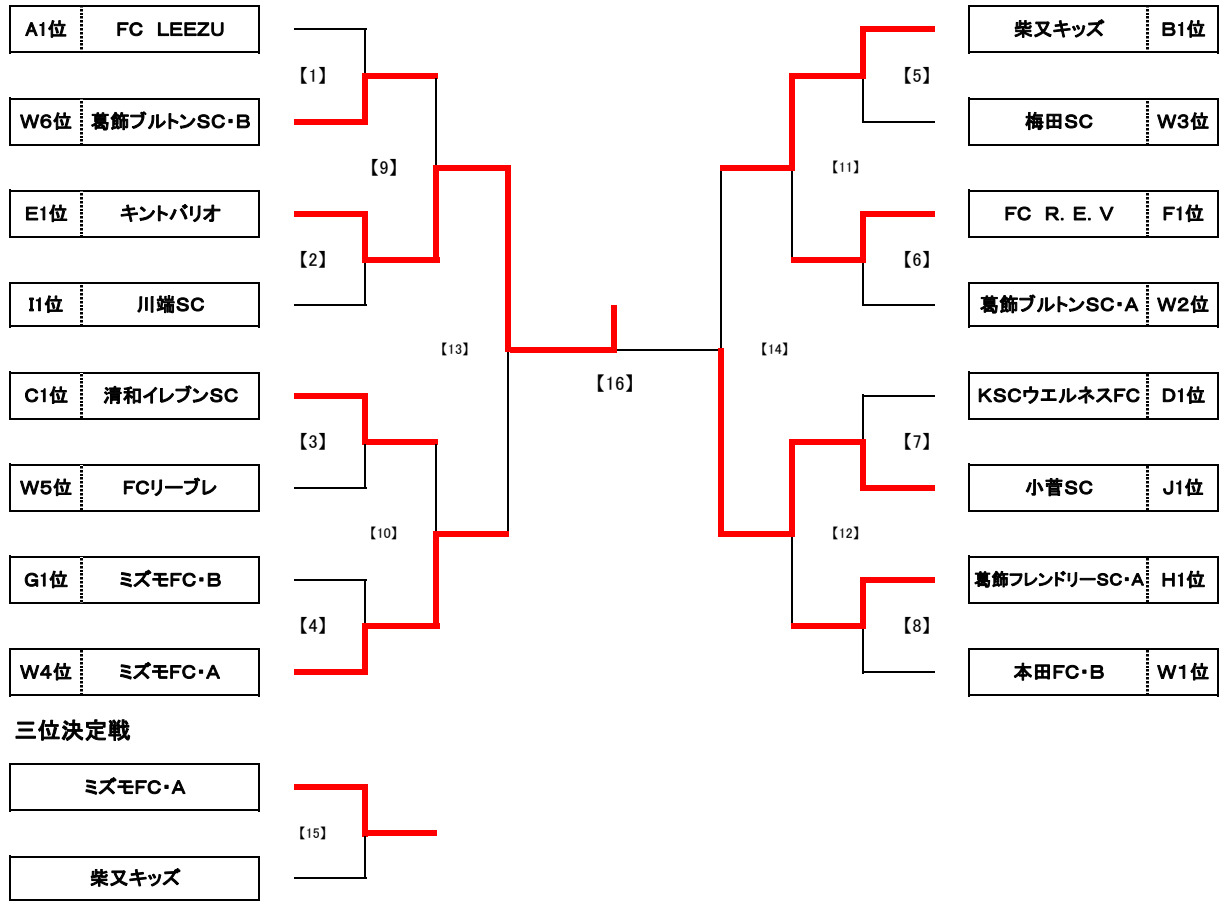 A1位 FC LEEZU
【1】
W6位 葛飾ブルトンSC・B
【9】
E1位 キントバリオ
【2】
I1位 川端SC
【13】
C1位 清和イレブンSC
【3】
W5位 FCリーブレ
【10】
G1位 ミズモFC・B
【4】
W4位 ミズモFC・A
【16】
柴又キッズ B1位
【5】
梅田SC W3位
【11】
FC R.E.V F1位
【6】
葛飾ブルトンSC・A W2位
【14】
KSCウエルネスFC D1位
【7】
小菅SC J1位
【12】
葛飾フレンドリーSC・A H1位
【8】
本田FC・B W1位
三位決定戦
ミズモFC・A
【15】
柴又キッズ